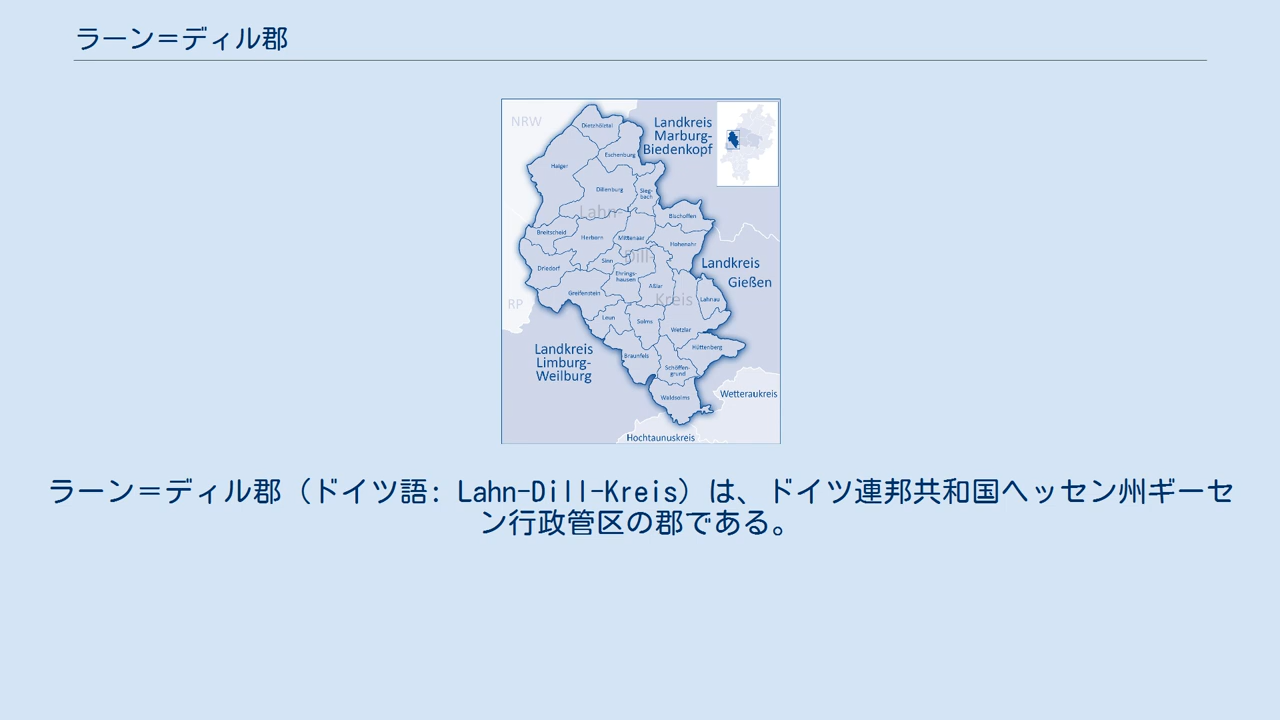 ラーン＝ディル郡
NRW
Landkreis
Marburg-
Biedenkopf
Dietzhölztal
Eschenburg
Haiger
Dillenburg
Sieg-
bach
Lahn-
Bischoffen
Breitscheid
Herborn
Mittenaar
Hohenahr
Dill-
Sinn
Landkreis
Gießen
Driedorf
Ehrings-
hausen
Aßlar
Greifenstein
Kreis
Lahnau
RP
Leun
Solms
Wetzlar
Hüttenberg
Landkreis
Limburg-
Weilburg
Braunfels
Schöffen-
grund
Waldsolms
Wetteraukreis
Hochtaunuskreis
ラーン＝ディル郡（ドイツ語: Lahn-Dill-Kreis）は、ドイツ連邦共和国ヘッセン州ギーセ
ン行政管区の郡である。